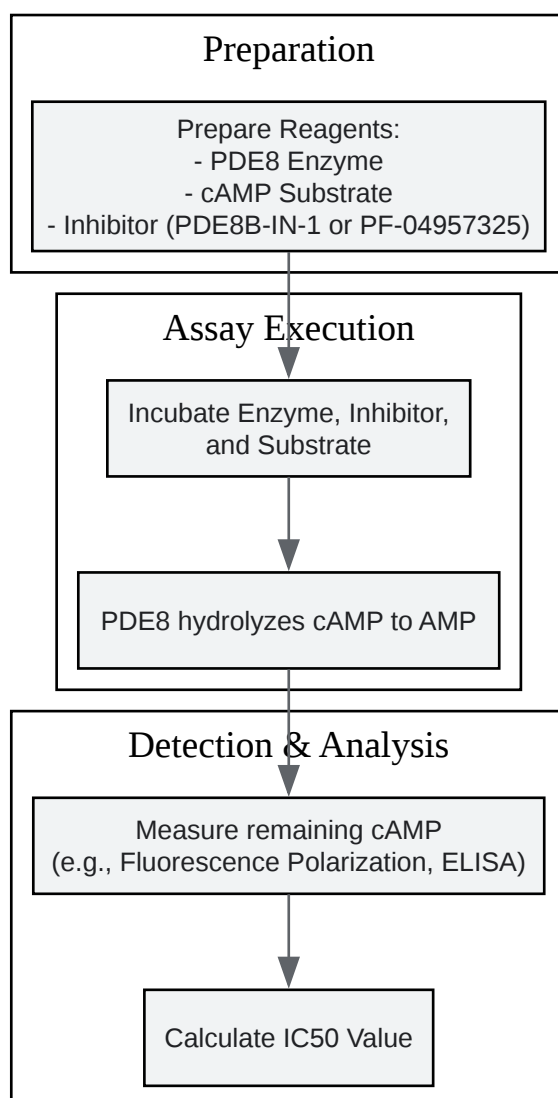 Preparation
Prepare Reagents:
- PDE8 Enzyme
- cAMP Substrate
- Inhibitor (PDE8B-IN-1 or PF-04957325)
Assay Execution
Incubate Enzyme, Inhibitor,
and Substrate
PDE8 hydrolyzes cAMP to AMP
Detection & Analysis
Measure remaining cAMP
(e.g., Fluorescence Polarization, ELISA)
Calculate IC50 Value